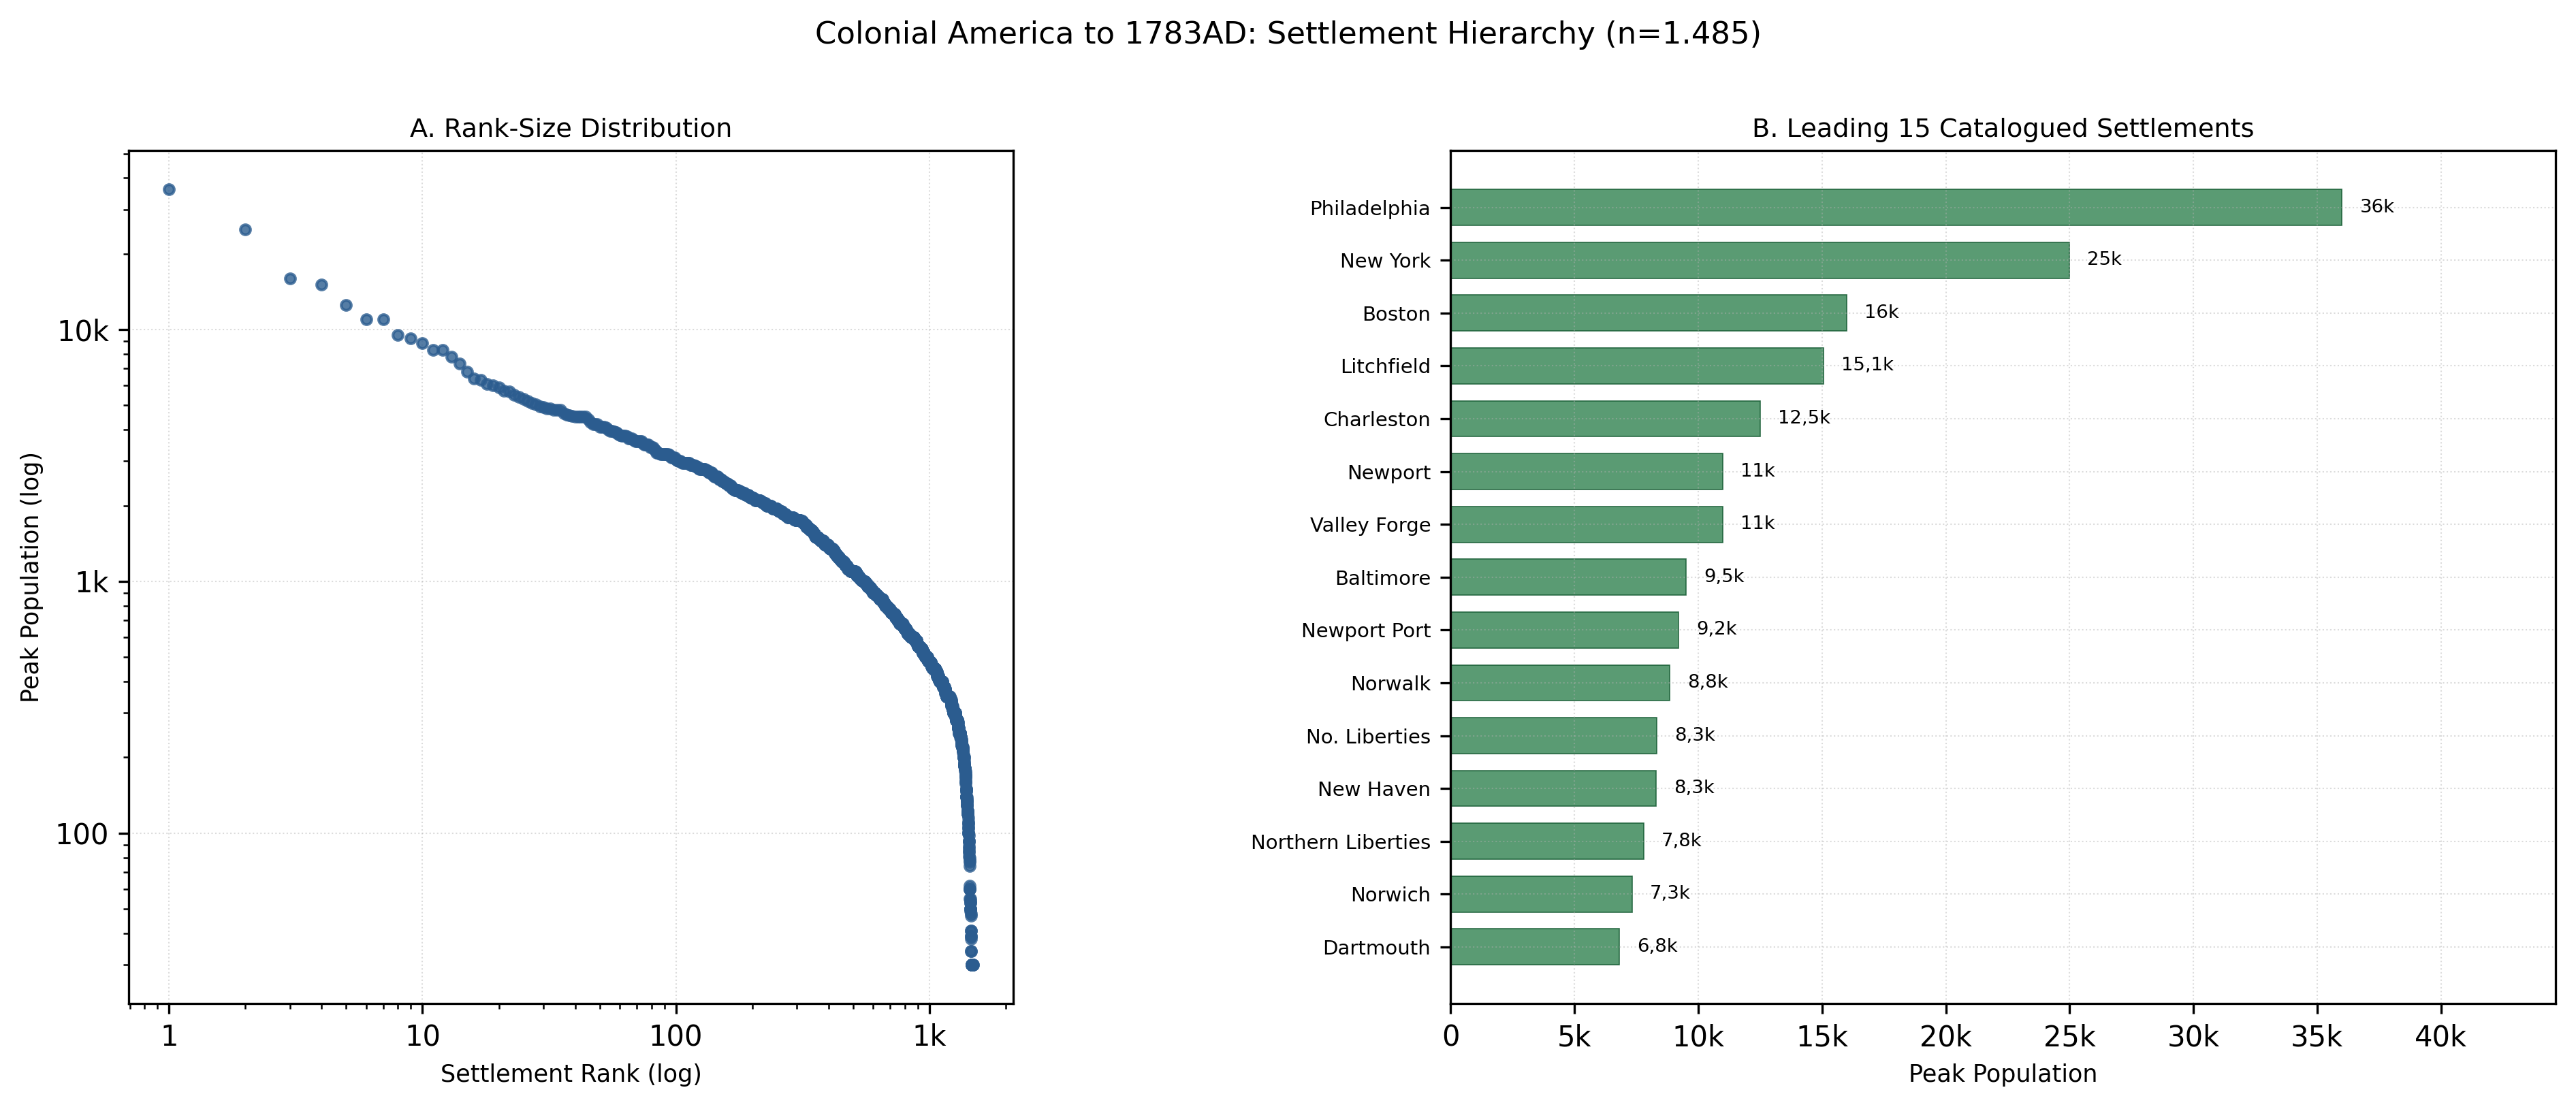 Colonial America to 1783AD: Settlement Hierarchy (n=1.485)
A. Rank-Size Distribution
Peak Population (log)
10k
1k
100
1 10 100 1k
Settlement Rank (log)
B. Leading 15 Catalogued Settlements
Philadelphia 36k
New York 25k
Boston 16k
Litchfield 15,1k
Charleston 12,5k
Newport 11k
Valley Forge 11k
Baltimore 9,5k
Newport Port 9,2k
Norwalk 8,8k
No. Liberties 8,3k
New Haven 8,3k
Northern Liberties 7,8k
Norwich 7,3k
Dartmouth 6,8k
0 5k 10k 15k 20k 25k 30k 35k 40k
Peak Population